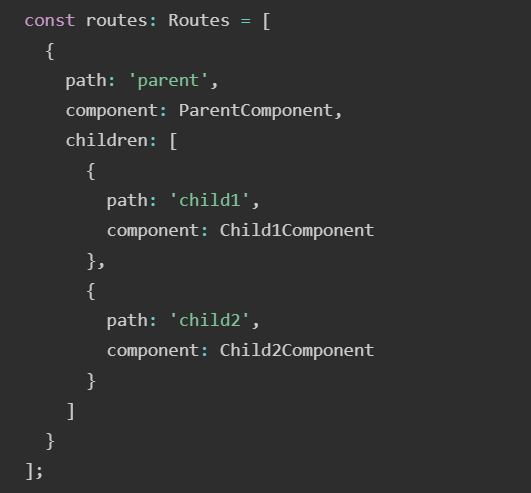 const routes: Routes = [
  {
    path: 'parent',
    component: ParentComponent,
    children: [
      {
        path: 'child1',
        component: Child1Component
      },
      {
        path: 'child2',
        component: Child2Component
      }
    ]
  }
];